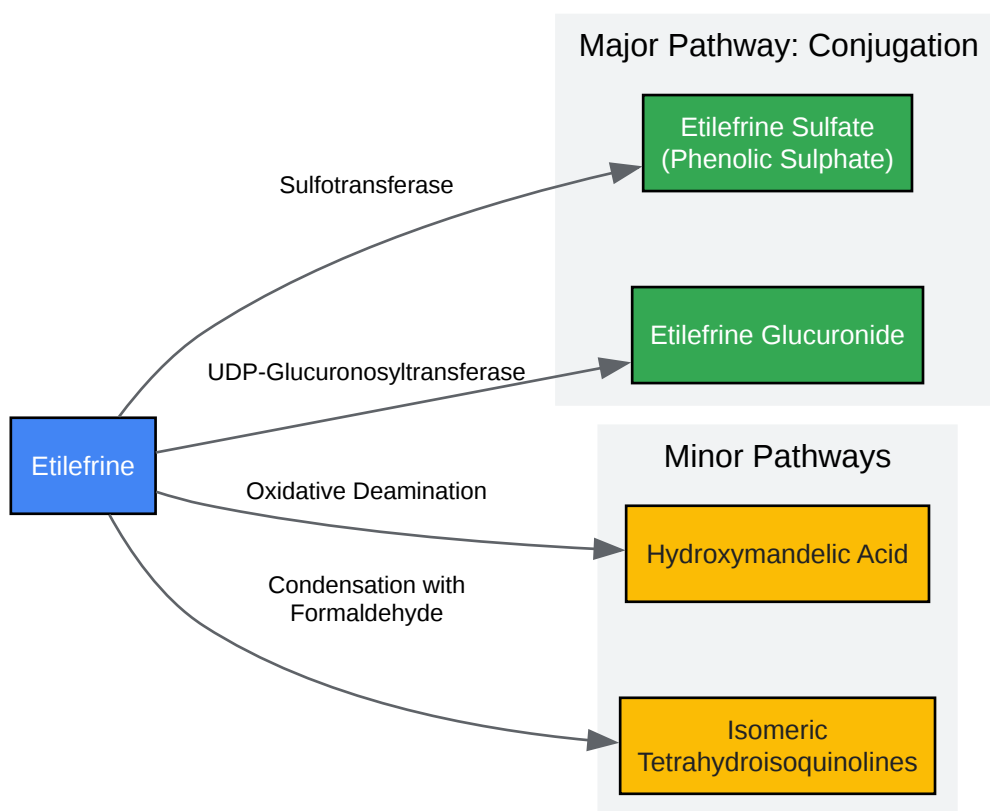 Major Pathway: Conjugation
Etilefrine Sulfate
(Phenolic Sulphate)
Sulfotransferase
Etilefrine Glucuronide
UDP-Glucuronosyltransferase
Etilefrine
Minor Pathways
Oxidative Deamination
Hydroxymandelic Acid
Condensation with
Formaldehyde
Isomeric
Tetrahydroisoquinolines